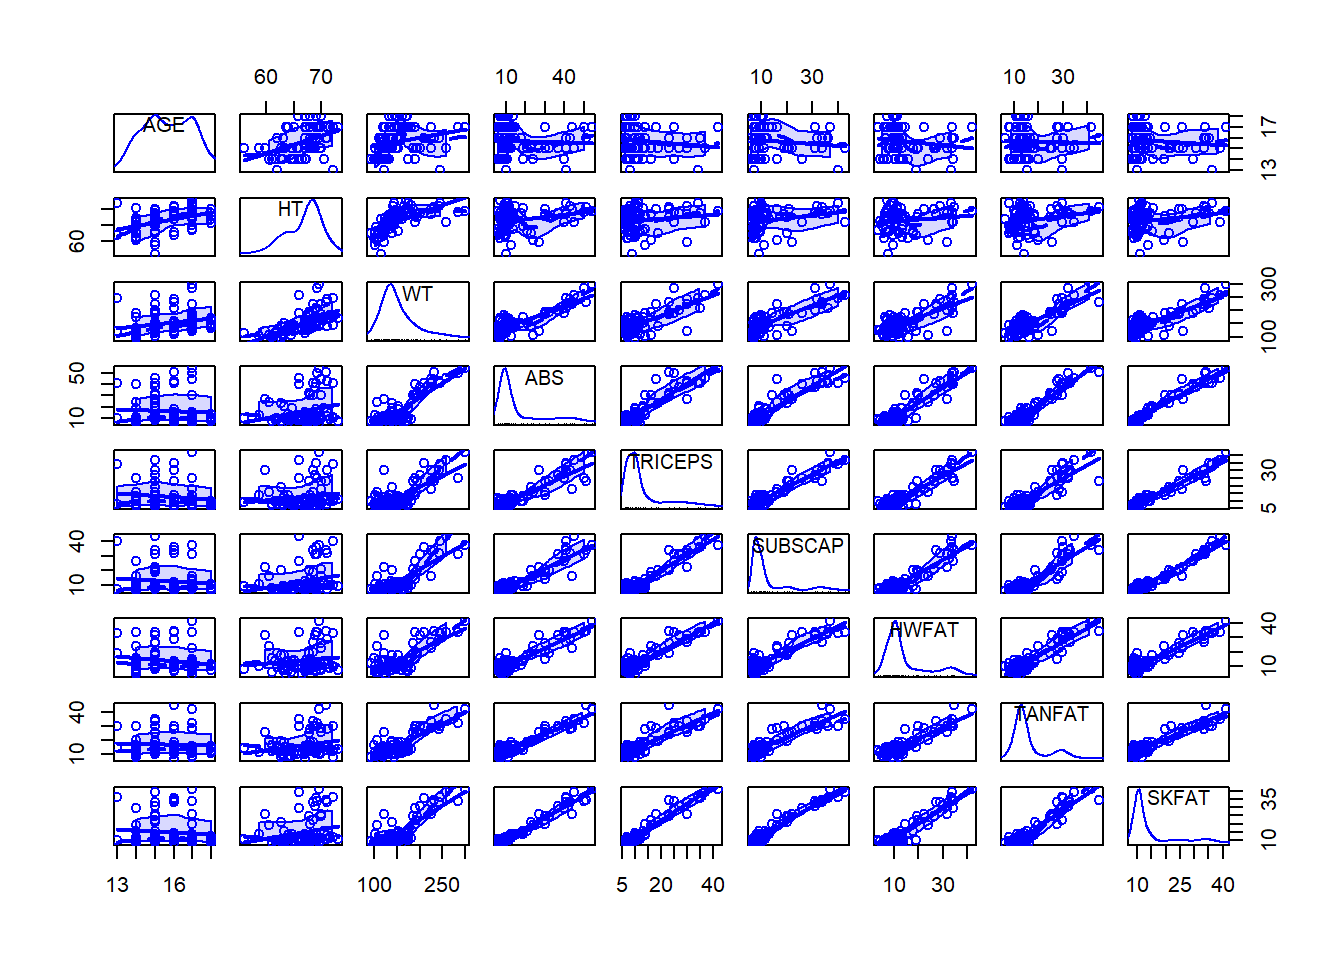 60 70 10 40 10 30 10 30
AGE
13 17
HT
60
WT
100 300
ABS
10 50
TRICEPS
5 30
SUBSCAP
10 40
HWFAT
10 40
TANFAT
10 40
SKFAT
10 35
13 16 100 250 5 20 40 10 30 10 25 40